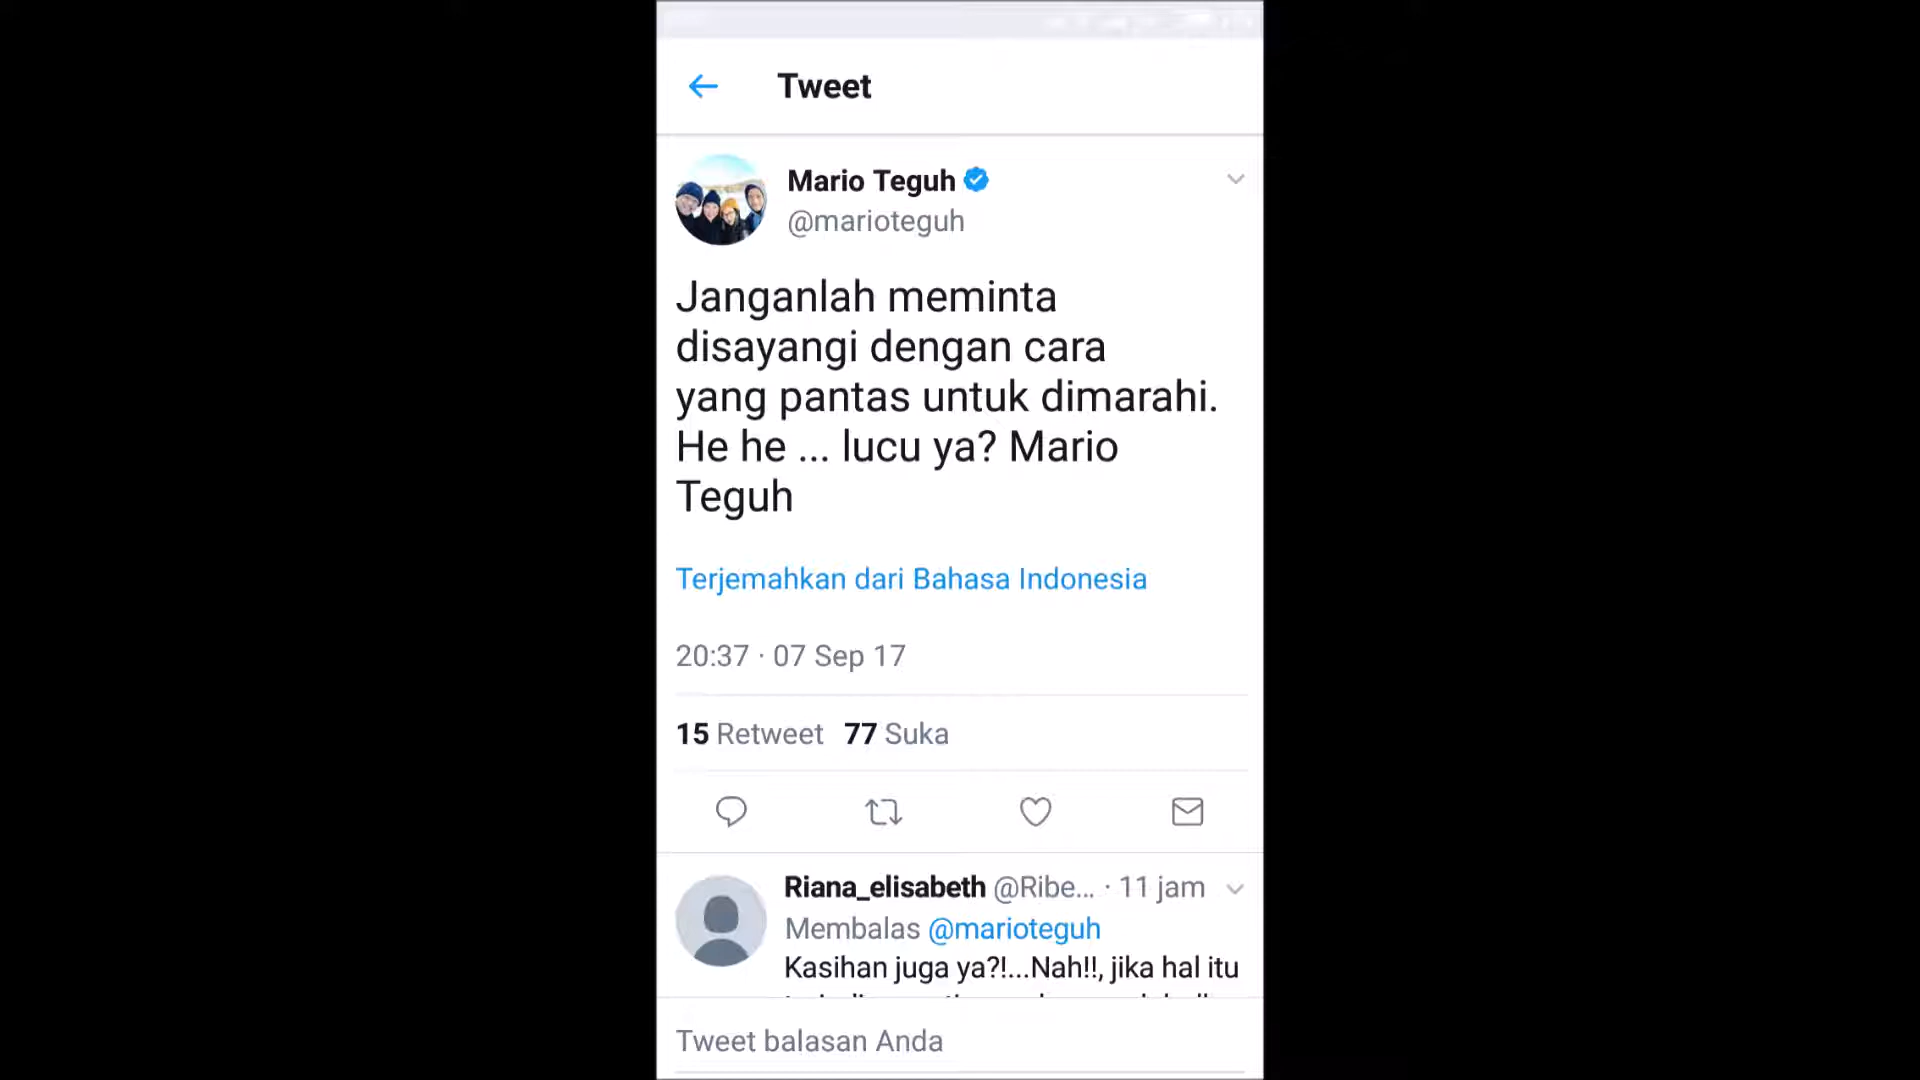 Tweet
Mario Teguh
@marioteguh
Janganlah meminta
disayangi dengan cara
yang pantas untuk dimarahi.
He he ... lucu ya? Mario
Teguh
Terjemahkan dari Bahasa Indonesia
20:37 · 07 Sep 17
15 Retweet 77 Suka
Riana_elisabeth @Ribe... · 11 jam
Membalas @marioteguh
Kasihan juga ya?!...Nah!!, jika hal itu
Tweet balasan Anda